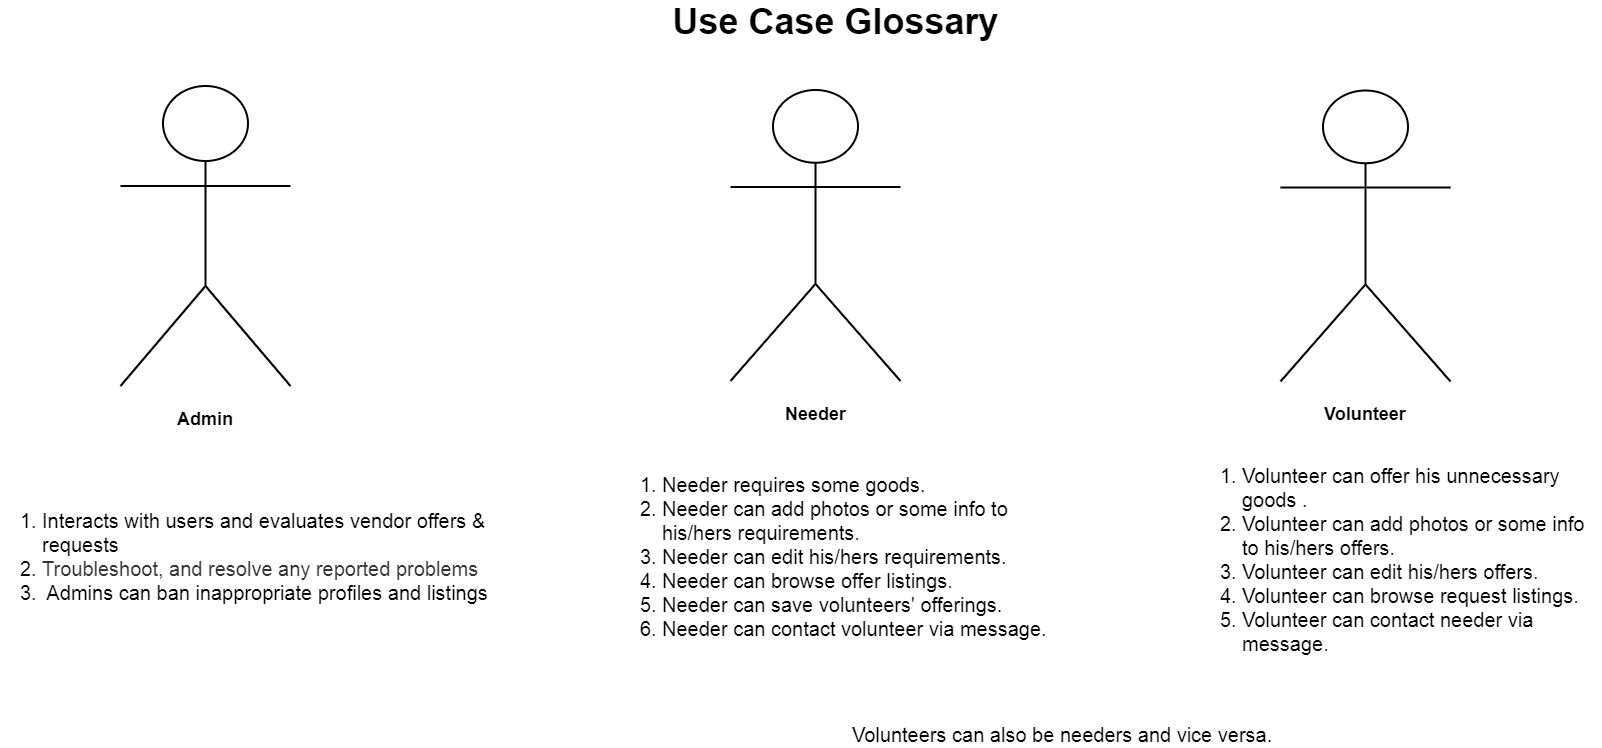 Use Case Glossary
Admin
1. Interacts with users and evaluates vendor offers &
requests
2. Troubleshoot, and resolve any reported problems
3. Admins can ban inappropriate profiles and listings
Needer
1. Needer requires some goods.
2. Needer can add photos or some info to
his/hers requirements.
3. Needer can edit his/hers requirements.
4. Needer can browse offer listings.
5. Needer can save volunteers' offerings.
6. Needer can contact volunteer via message.
Volunteer
1. Volunteer can offer his unnecessary
goods .
2. Volunteer can add photos or some info
to his/hers offers.
3. Volunteer can edit his/hers offers.
4. Volunteer can browse request listings.
5. Volunteer can contact needer via
message.
Volunteers can also be needers and vice versa.